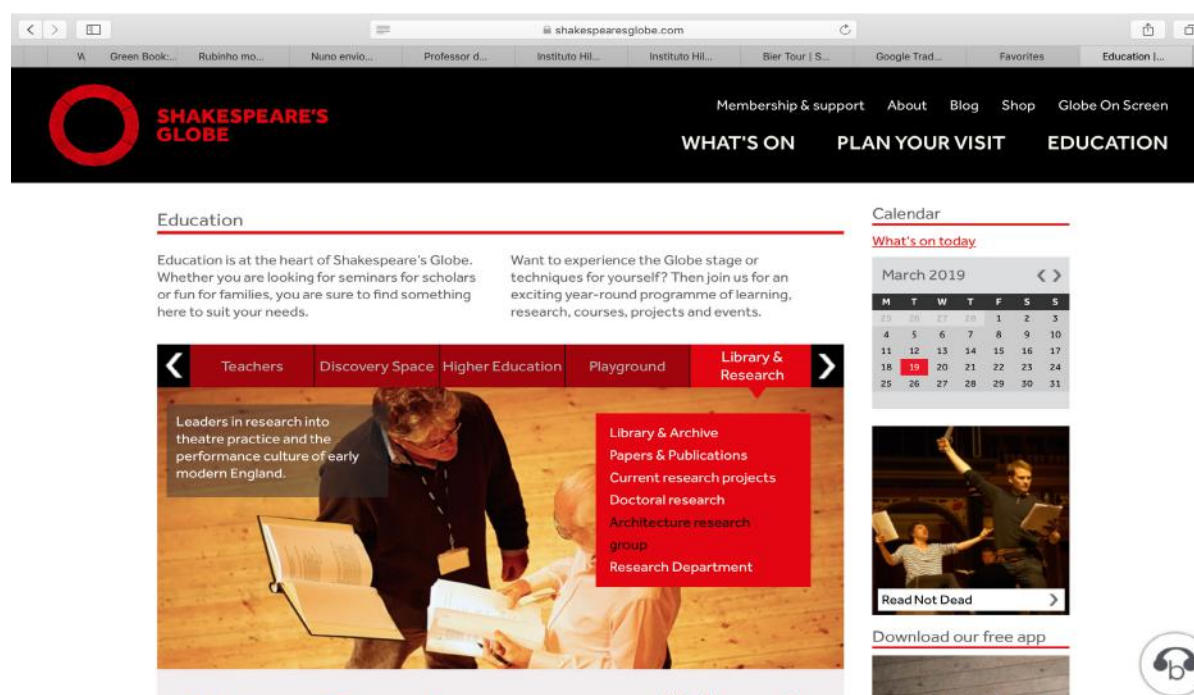 shakespearesglobe.com
W Green Book:... Rubinho mo... Nuno envio... Professor d... Instituto Hil... Instituto Hil... Bier Tour | S... Google Trad... Favorites Education |...
SHAKESPEARE'S
GLOBE
Membership & support About Blog Shop Globe On Screen
WHAT'S ON PLAN YOUR VISIT EDUCATION
Education
Education is at the heart of Shakespeare's Globe.
Whether you are looking for seminars for scholars
or fun for families, you are sure to find something
here to suit your needs.
Want to experience the Globe stage or
techniques for yourself? Then join us for an
exciting year-round programme of learning,
research, courses, projects and events.
Teachers Discovery Space Higher Education Playground Library &
Research
Leaders in research into
theatre practice and the
performance culture of early
modern England.
Library & Archive
Papers & Publications
Current research projects
Doctoral research
Architecture research
group
Research Department
Calendar
What's on today
March 2019
M T W T F S S
25 26 27 28 1 2 3
4 5 6 7 8 9 10
11 12 13 14 15 16 17
18 19 20 21 22 23 24
25 26 27 28 29 30 31
Read Not Dead
Download our free app
b